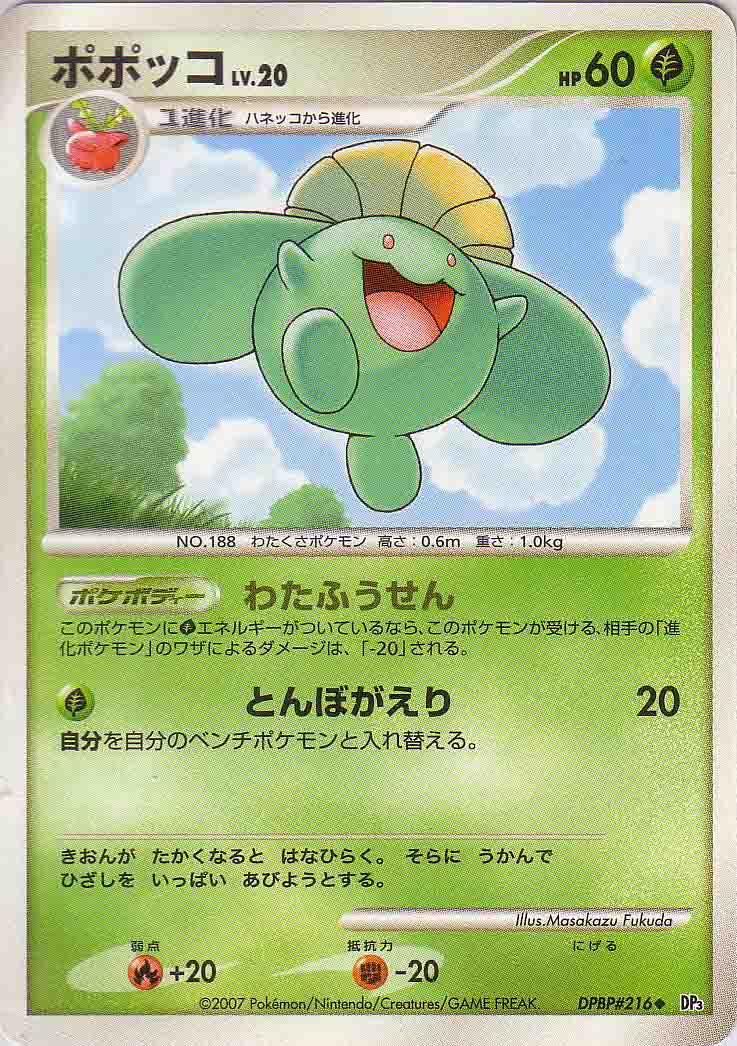 ポポッコ LV.20 HP60
1進化 ハネッコから進化
NO.188 わたくさポケモン 高さ:0.6m 重さ:1.0kg
ポケボディー わたふうせん
このポケモンにエネルギーがついているなら、このポケモンが受ける、相手の「進
化ポケモン」のワザによるダメージは、「-20」される。
とんぼがえり 20
自分を自分のベンチポケモンと入れ替える。
きおんが たかくなると はなひらく。 そらに うかんで
ひざしを いっぱい あびようとする。
Illus.Masakazu Fukuda
弱点 抵抗力 にげる
+20 -20
©2007 Pokémon/Nintendo/Creatures/GAME FREAK. DPBP#216◆ DP3